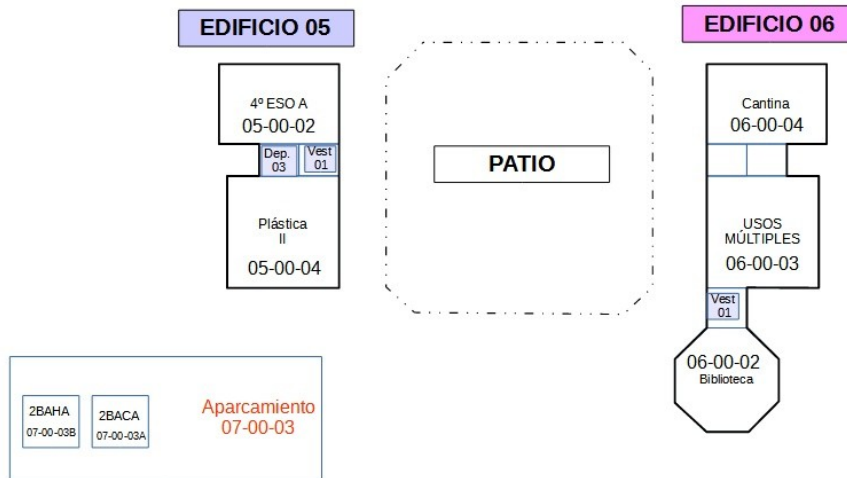 EDIFICIO 05
EDIFICIO 06
4º ESO A
05-00-02
Dep.
03
Vest
01
Plástica
II
05-00-04
PATIO
Cantina
06-00-04
USOS
MÚLTIPLES
06-00-03
Vest
01
06-00-02
Biblioteca
2BAHA
07-00-03B
2BACA
07-00-03A
Aparcamiento
07-00-03